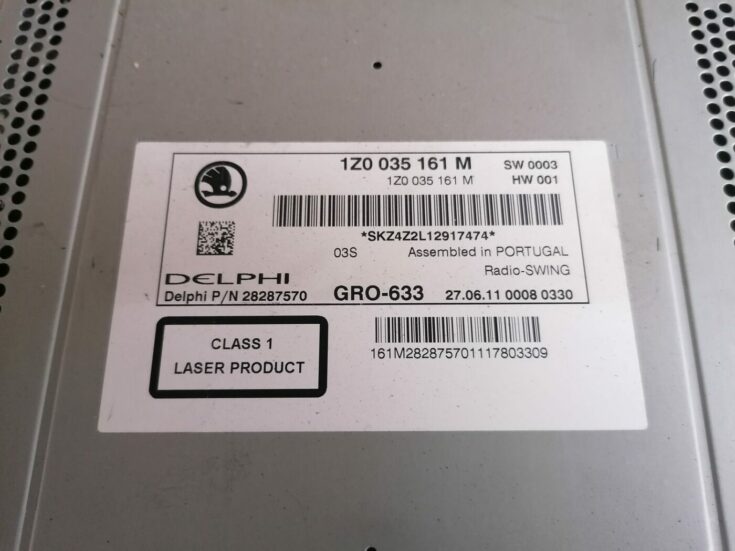 1Z0 035 161 M SW 0003
1Z0 035 161 M HW 001
*SKZ4Z2L12917474*
03S Assembled in PORTUGAL
Radio-SWING
DELPHI
Delphi P/N 28287570 GRO-633 27.06.11 0008 0330
CLASS 1
LASER PRODUCT
161M282875701117803309